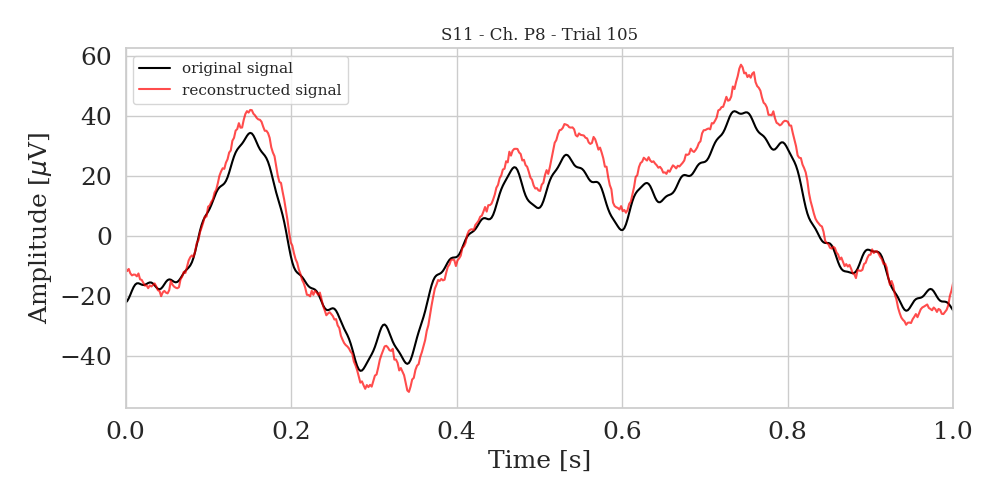 S11 - Ch. P8 - Trial 105
original signal
reconstructed signal
Amplitude [μV]
60
40
20
0
−20
−40
0.0 0.2 0.4 0.6 0.8 1.0
Time [s]